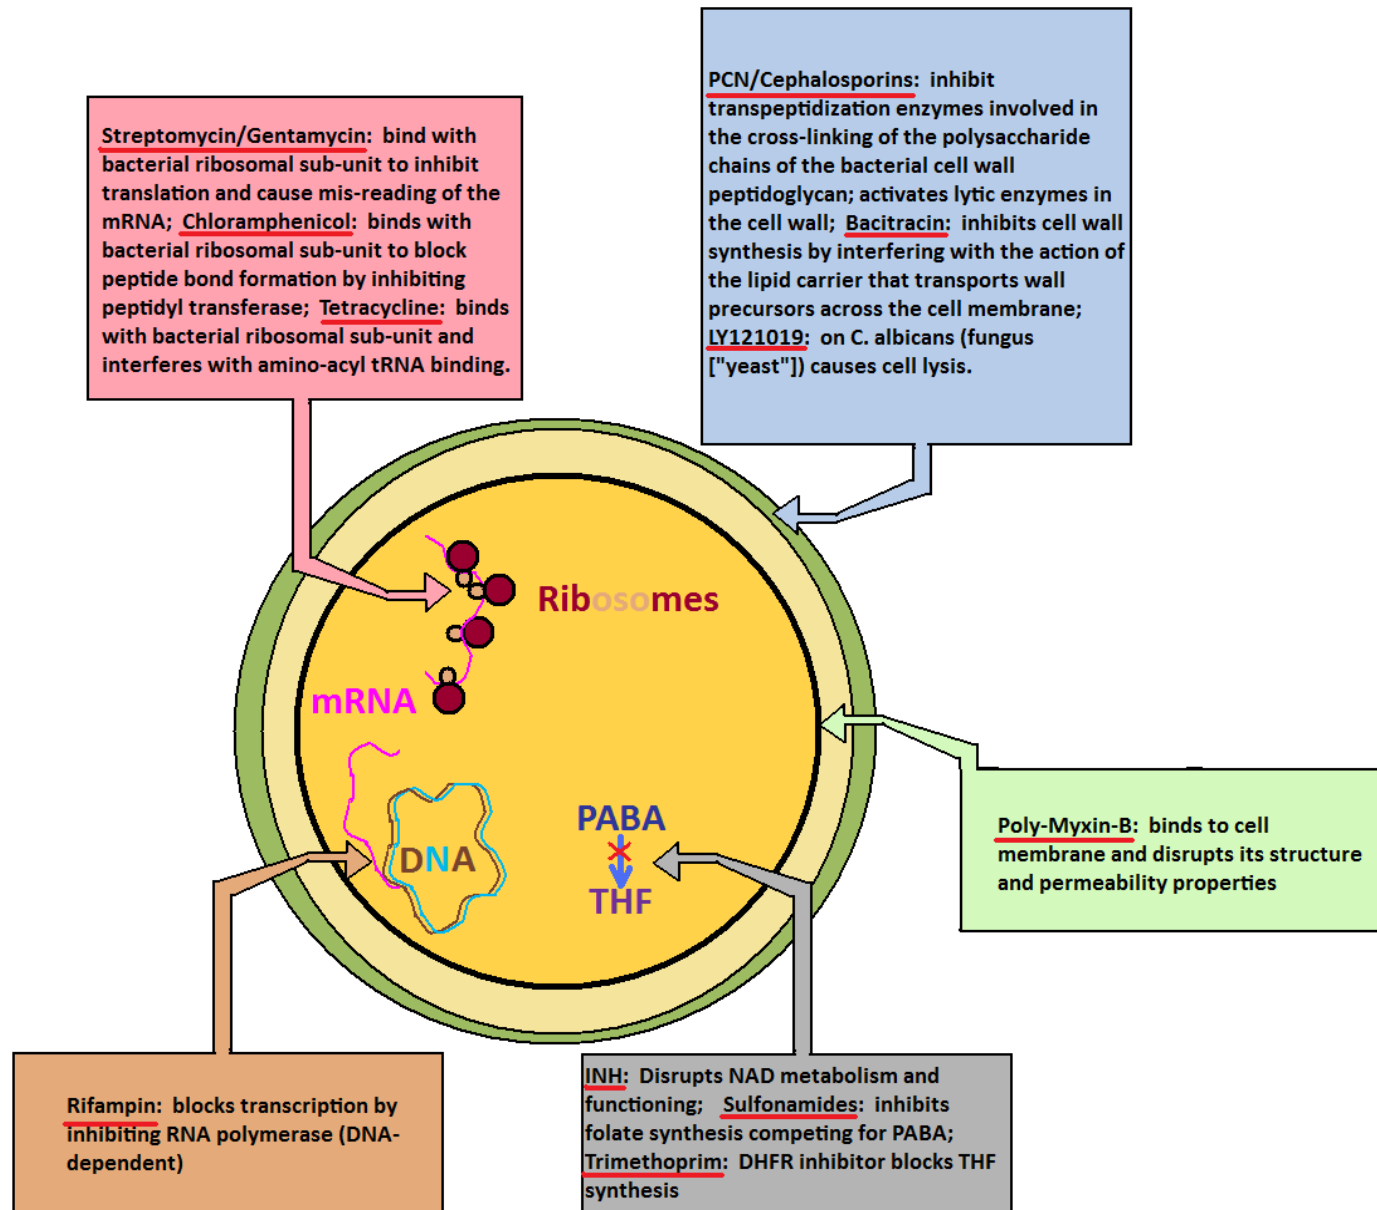 PCN/Cephalosporins: inhibit
transpeptidization enzymes involved in
the cross-linking of the polysaccharide
chains of the bacterial cell wall
peptidoglycan; activates lytic enzymes in
the cell wall; Bacitracin: inhibits cell wall
synthesis by interfering with the action of
the lipid carrier that transports wall
precursors across the cell membrane;
LY121019: on C. albicans (fungus
["yeast"]) causes cell lysis.
Streptomycin/Gentamycin: bind with
bacterial ribosomal sub-unit to inhibit
translation and cause mis-reading of the
mRNA; Chloramphenicol: binds with
bacterial ribosomal sub-unit to block
peptide bond formation by inhibiting
peptidyl transferase; Tetracycline: binds
with bacterial ribosomal sub-unit and
interferes with amino-acyl tRNA binding.
Ribosomes
mRNA
PABA
DNA
THF
Poly-Myxin-B: binds to cell
membrane and disrupts its structure
and permeability properties
Rifampin: blocks transcription by
inhibiting RNA polymerase (DNA-
dependent)
INH: Disrupts NAD metabolism and
functioning; Sulfonamides: inhibits
folate synthesis competing for PABA;
Trimethoprim: DHFR inhibitor blocks THF
synthesis